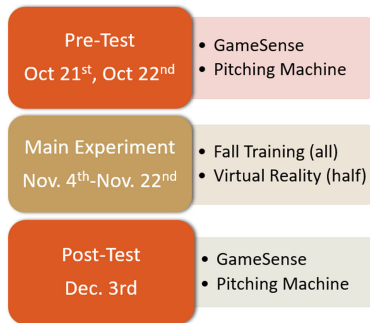 Pre-Test
Oct 21st, Oct 22nd
• GameSense
• Pitching Machine
Main Experiment
Nov. 4th-Nov. 22nd
• Fall Training (all)
• Virtual Reality (half)
Post-Test
Dec. 3rd
• GameSense
• Pitching Machine